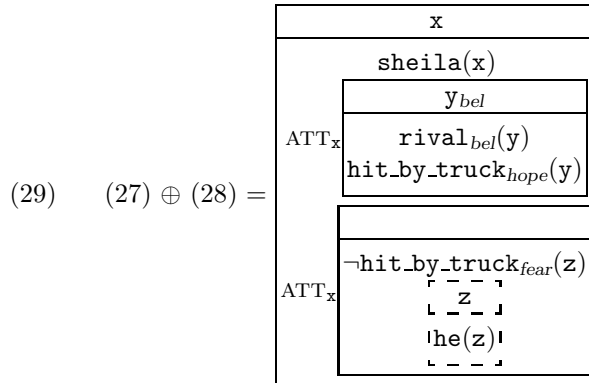 x
sheila(x)
y_bel
ATT_x
rival_bel(y)
hit_by_truck_hope(y)
(29) (27) ⊕ (28) =
¬hit_by_truck_fear(z)
ATT_x
z
he(z)